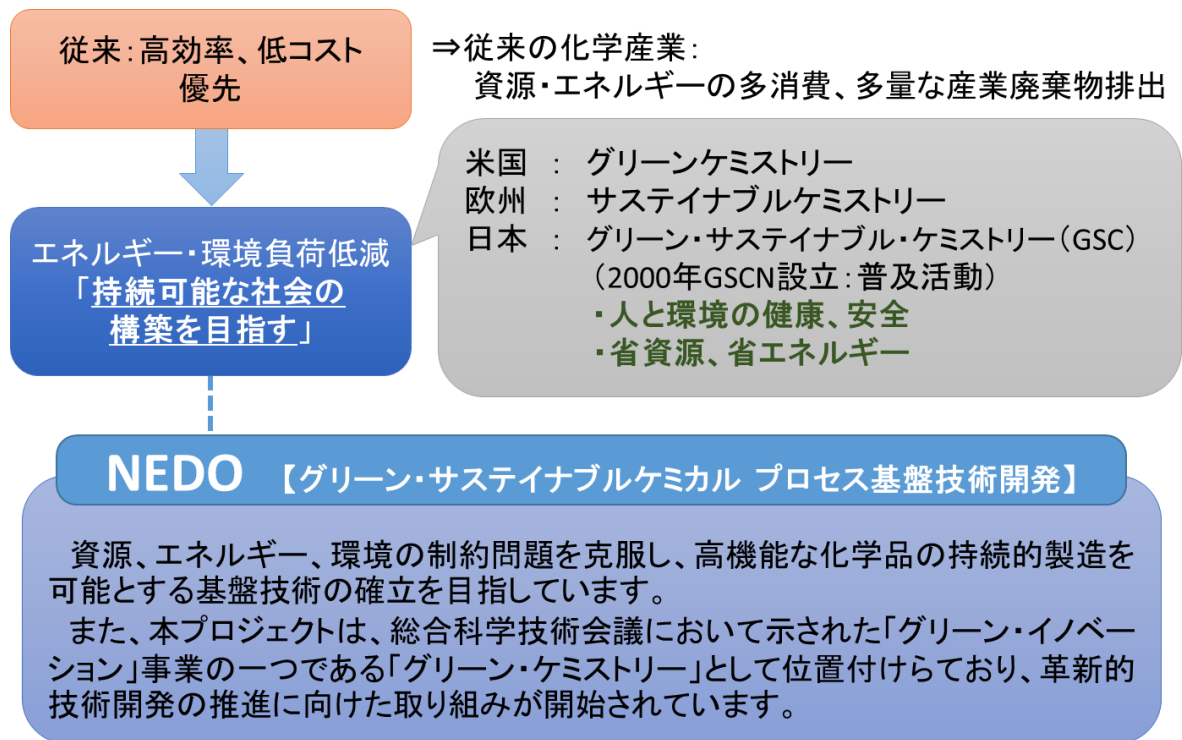 従来：高効率、低コスト
優先
⇒従来の化学産業：
資源・エネルギーの多消費、多量な産業廃棄物排出
米国　：　グリーンケミストリー
欧州　：　サステイナブルケミストリー
日本　：　グリーン・サステイナブル・ケミストリー（GSC）
（2000年GSCN設立：普及活動）
・人と環境の健康、安全
・省資源、省エネルギー
エネルギー・環境負荷低減
「持続可能な社会の
構築を目指す」
NEDO 【グリーン・サステイナブルケミカル プロセス基盤技術開発】
資源、エネルギー、環境の制約問題を克服し、高機能な化学品の持続的製造を
可能とする基盤技術の確立を目指しています。
また、本プロジェクトは、総合科学技術会議において示された「グリーン・イノベー
ション」事業の一つである「グリーン・ケミストリー」として位置付けらており、革新的
技術開発の推進に向けた取り組みが開始されています。